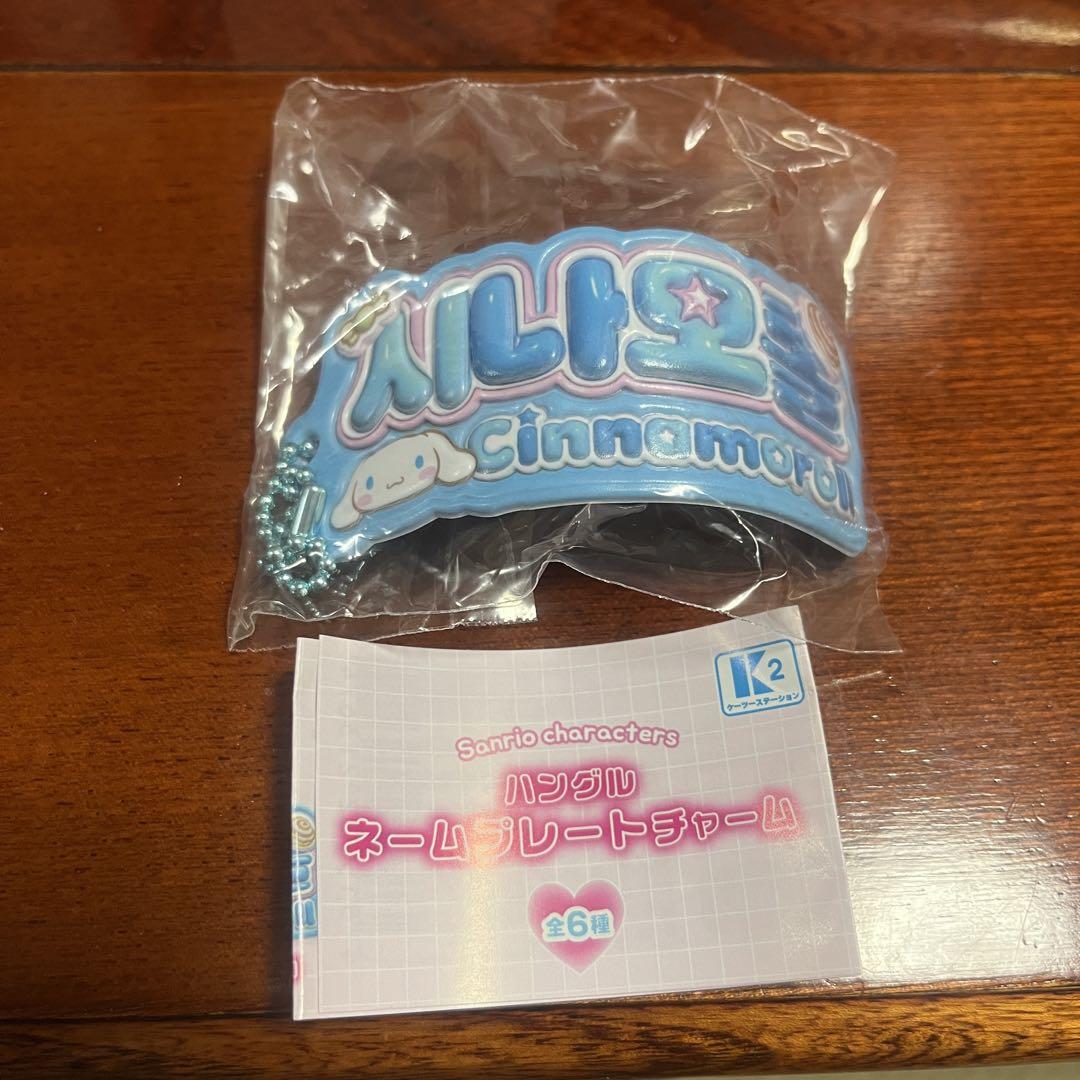 시나모롤
Cinnamoroll
K2
ケーツーステーション
Sanrio characters
ハングル
ネームプレートチャーム
全6種